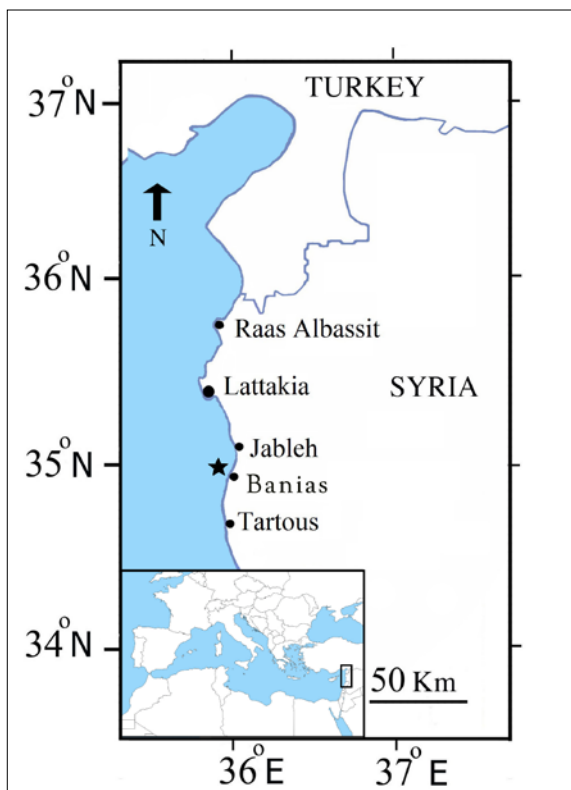 TURKEY
37°N
N
36°N
Raas Albassit
Lattakia
SYRIA
Jableh
35°N
Banias
Tartous
34°N
50 Km
36°E
37°E